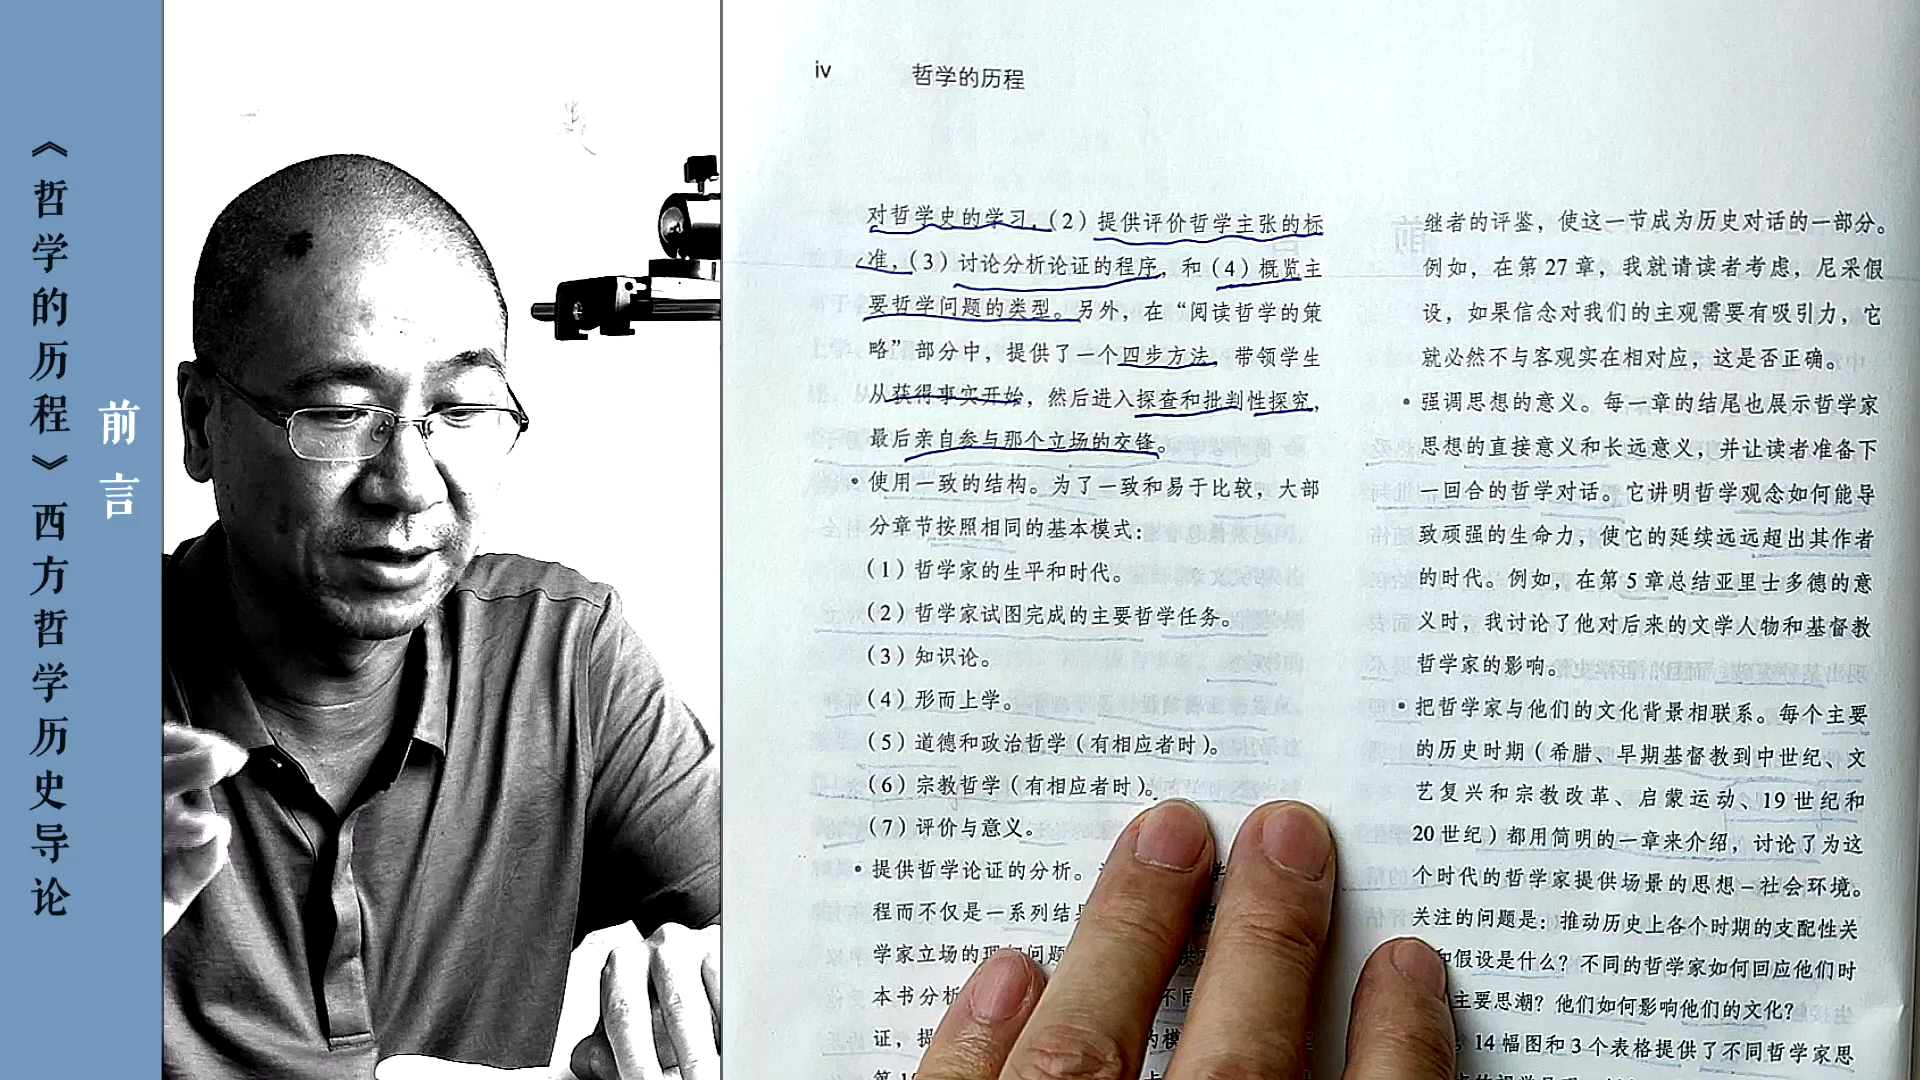 《哲学的历程》西方哲学历史导论
前言
iv
哲学的历程
对哲学史的学习，（2）提供评价哲学主张的标
准，（3）讨论分析论证的程序，和（4）概览主
要哲学问题的类型。另外，在“阅读哲学的策
略”部分中，提供了一个四步方法，带领学生
从获得事实开始，然后进入探查和批判性探究，
最后亲自参与那个立场的交锋。
• 使用一致的结构。为了一致和易于比较，大部
分章节按照相同的基本模式：
（1）哲学家的生平和时代。
（2）哲学家试图完成的主要哲学任务。
（3）知识论。
（4）形而上学。
（5）道德和政治哲学（有相应者时）。
（6）宗教哲学（有相应者时）。
（7）评价与意义。
• 提供哲学论证的分析。
程而不仅是一系列结
学家立场的理
本书分析
证，提
继者的评鉴，使这一节成为历史对话的一部分。
例如，在第27章，我就请读者考虑，尼采假
设，如果信念对我们的主观需要有吸引力，它
就必然不与客观实在相对应，这是否正确。
• 强调思想的意义。每一章的结尾也展示哲学家
思想的直接意义和长远意义，并让读者准备下
一回合的哲学对话。它讲明哲学观念如何能导
致顽强的生命力，使它的延续远远超出其作者
的时代。例如，在第5章总结亚里士多德的意
义时，我讨论了他对后来的文学人物和基督教
哲学家的影响。
• 把哲学家与他们的文化背景相联系。每个主要
的历史时期（希腊、早期基督教到中世纪、文
艺复兴和宗教改革、启蒙运动、19世纪和
20世纪）都用简明的一章来介绍，讨论了为这
个时代的哲学家提供场景的思想–社会环境。
关注的问题是：推动历史上各个时期的支配性关
和假设是什么？不同的哲学家如何回应他们时
主要思潮？他们如何影响他们的文化？
14幅图和3个表格提供了不同哲学家思